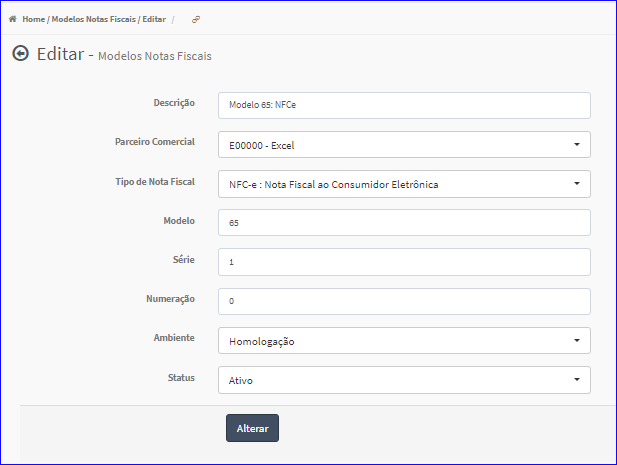 Home / Modelos Notas Fiscais / Editar /
Editar - Modelos Notas Fiscais
Descrição
Modelo 65: NFCe
Parceiro Comercial
E00000 - Excel
Tipo de Nota Fiscal
NFC-e : Nota Fiscal ao Consumidor Eletrônica
Modelo
65
Série
1
Numeração
0
Ambiente
Homologação
Status
Ativo
Alterar